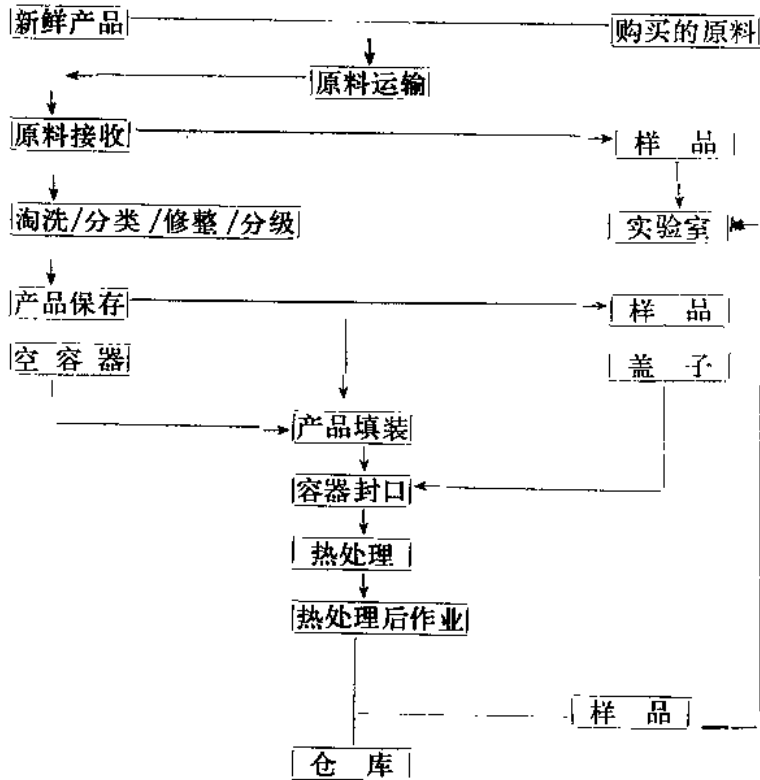 新鲜产品 购买的原料
原料运输
原料接收 样品
淘洗/分类/修整/分级 实验室
产品保存 样品
空容器 盖子
产品填装
容器封口
热处理
热处理后作业
样品
仓库